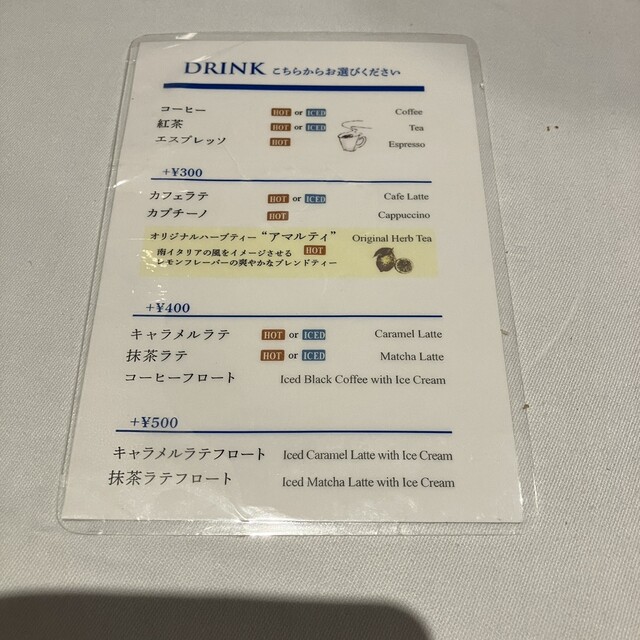 DRINK こちらからお選びください
コーヒー HOT or ICED Coffee
紅茶 HOT or ICED Tea
エスプレッソ HOT Espresso
+¥300
カフェラテ HOT or ICED Cafe Latte
カプチーノ HOT Cappuccino
オリジナルハーブティー "アマルティ" Original Herb Tea
南イタリアの風をイメージさせる HOT
レモンフレーバーの爽やかなブレンドティー
+¥400
キャラメルラテ HOT or ICED Caramel Latte
抹茶ラテ HOT or ICED Matcha Latte
コーヒーフロート Iced Black Coffee with Ice Cream
+¥500
キャラメルラテフロート Iced Caramel Latte with Ice Cream
抹茶ラテフロート Iced Matcha Latte with Ice Cream